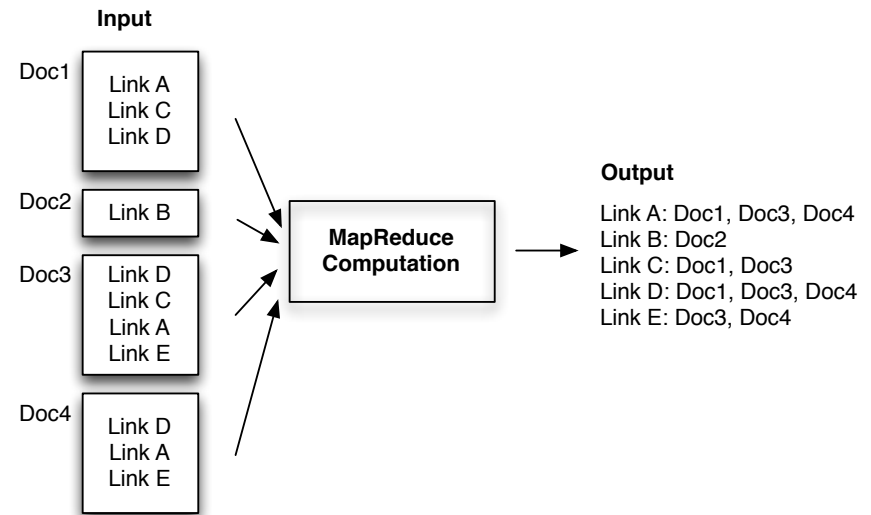 Input
Doc1
Link A
Link C
Link D
Doc2
Link B
Doc3
Link D
Link C
Link A
Link E
Doc4
Link D
Link A
Link E
MapReduce
Computation
Output
Link A: Doc1, Doc3, Doc4
Link B: Doc2
Link C: Doc1, Doc3
Link D: Doc1, Doc3, Doc4
Link E: Doc3, Doc4